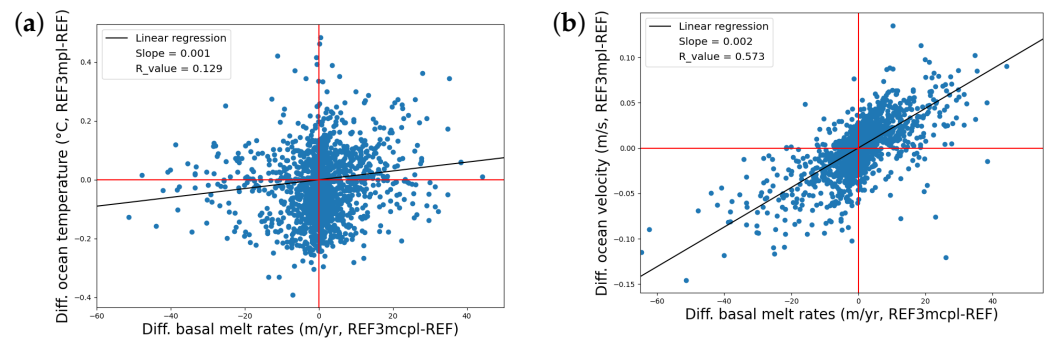 (a)
Linear regression
Slope = 0.001
R_value = 0.129
Diff. ocean temperature (°C, REF3mpl-REF)
0.4
0.2
0.0
−0.2
−0.4
−60 −40 −20 0 20 40
Diff. basal melt rates (m/yr, REF3mcpl-REF)
(b)
Linear regression
Slope = 0.002
R_value = 0.573
Diff. ocean velocity (m/s, REF3mpl-REF)
0.10
0.05
0.00
−0.05
−0.10
−0.15
−60 −40 −20 0 20 40
Diff. basal melt rates (m/yr, REF3mcpl-REF)